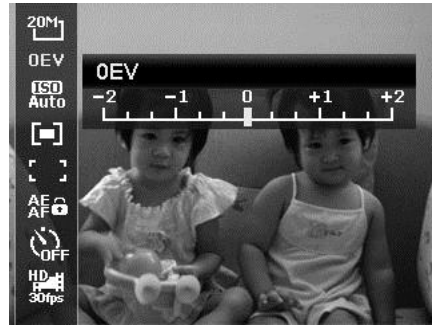 20M
0EV
ISO
Auto
AE
AF
OFF
HD
30fps
0EV
-2 -1 0 +1 +2